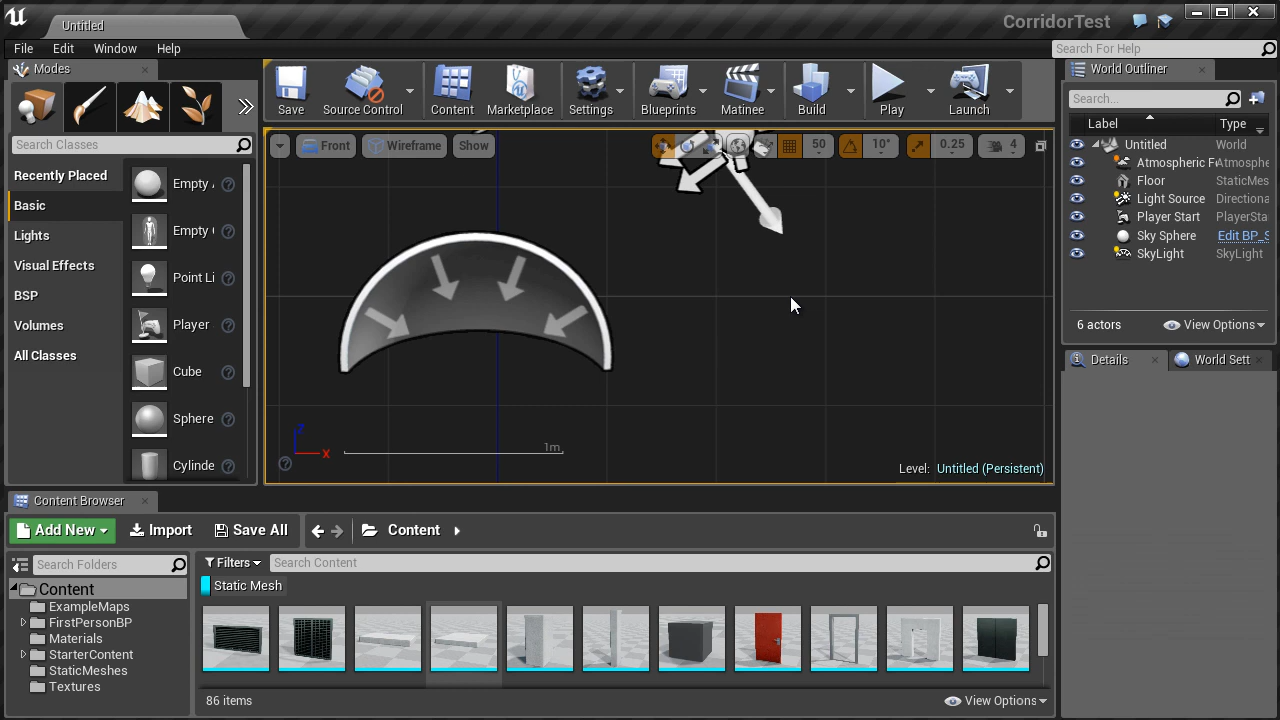 Untitled
CorridorTest
File Edit Window Help
Search For Help
Modes
Save
Source Control
Content
Marketplace
Settings
Blueprints
Matinee
Build
Play
Launch
World Outliner
Search Classes
Search...
Label Type
Recently Placed
Basic
Lights
Visual Effects
BSP
Volumes
All Classes
Empty
Empty
Point Li
Player
Cube
Sphere
Cylinde
Front
Wireframe
Show
50
10°
0.25
4
Z
X
1m
Level: Untitled (Persistent)
Untitled World
Atmospheric Fo Atmosphe
Floor StaticMes
Light Source Directiona
Player Start PlayerSta
Sky Sphere Edit BP_S
SkyLight SkyLight
6 actors
View Options
Details
World Sett
Content Browser
Add New
Import
Save All
Content
Search Folders
Filters
Search Content
Static Mesh
Content
ExampleMaps
FirstPersonBP
Materials
StarterContent
StaticMeshes
Textures
86 items
View Options